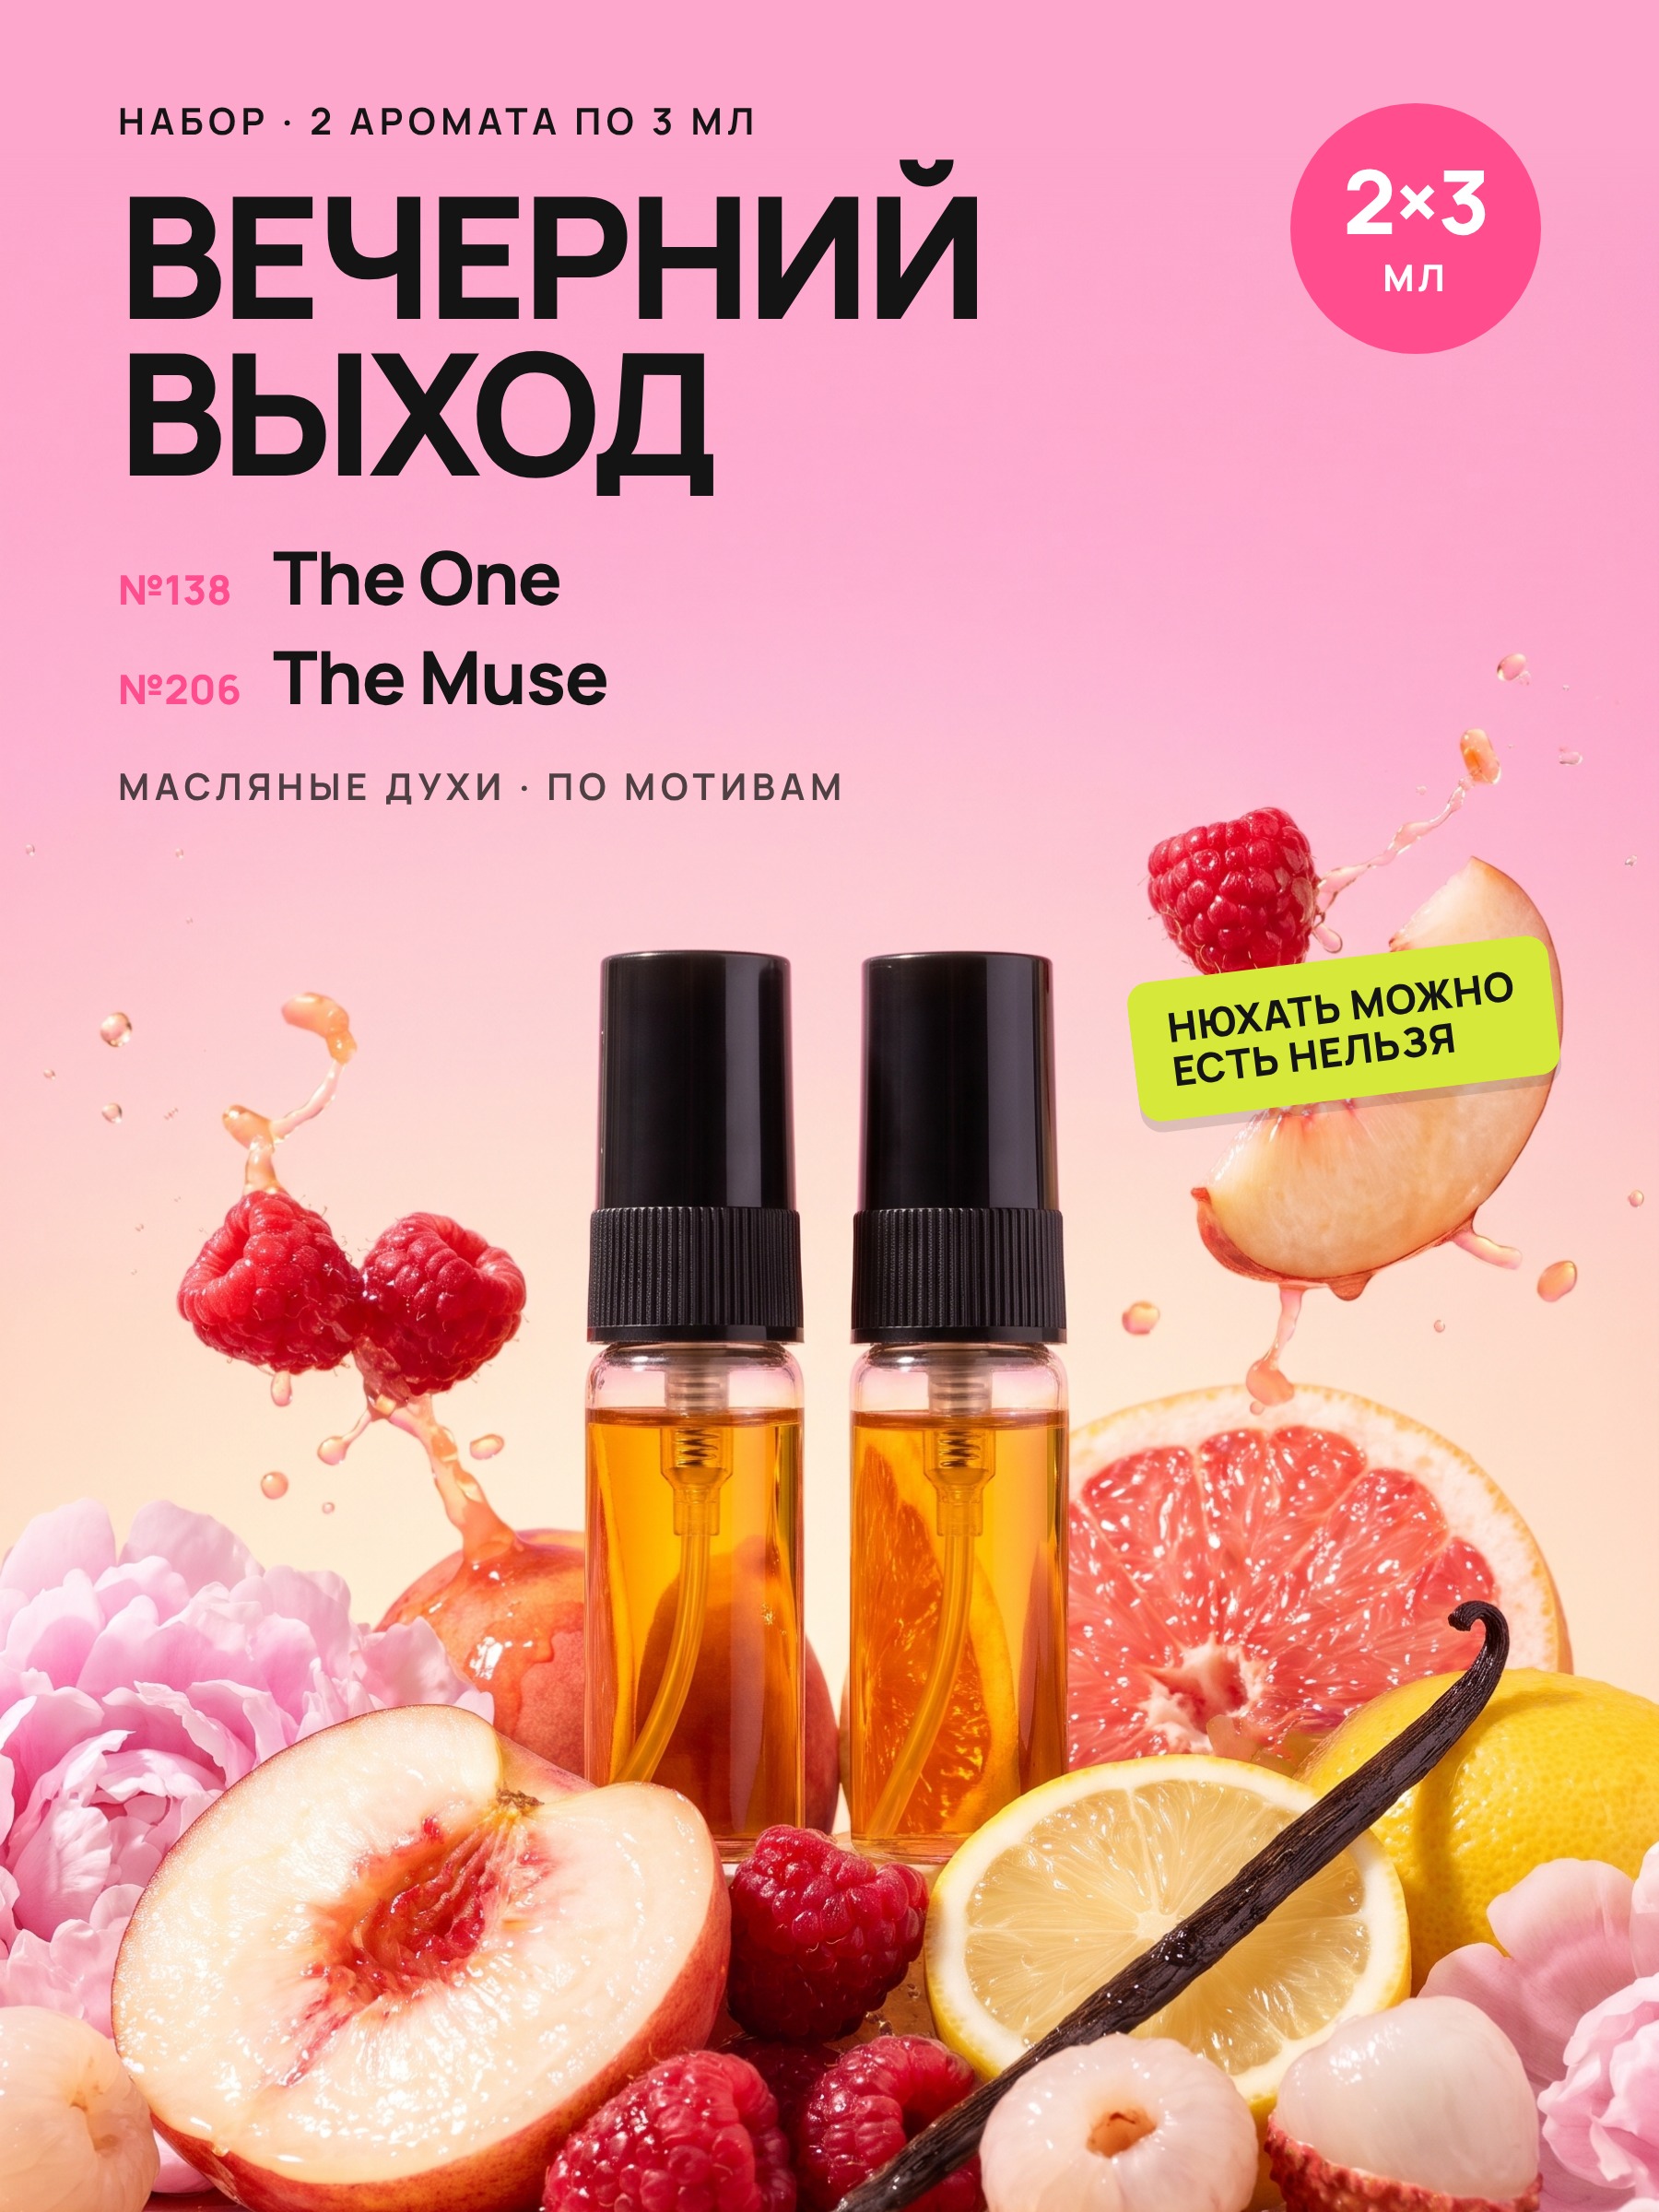 НАБОР · 2 АРОМАТА ПО 3 МЛ
ВЕЧЕРНИЙ
ВЫХОД
2×3
МЛ
№138 The One
№206 The Muse
МАСЛЯНЫЕ ДУХИ · ПО МОТИВАМ
НЮХАТЬ МОЖНО
ЕСТЬ НЕЛЬЗЯ